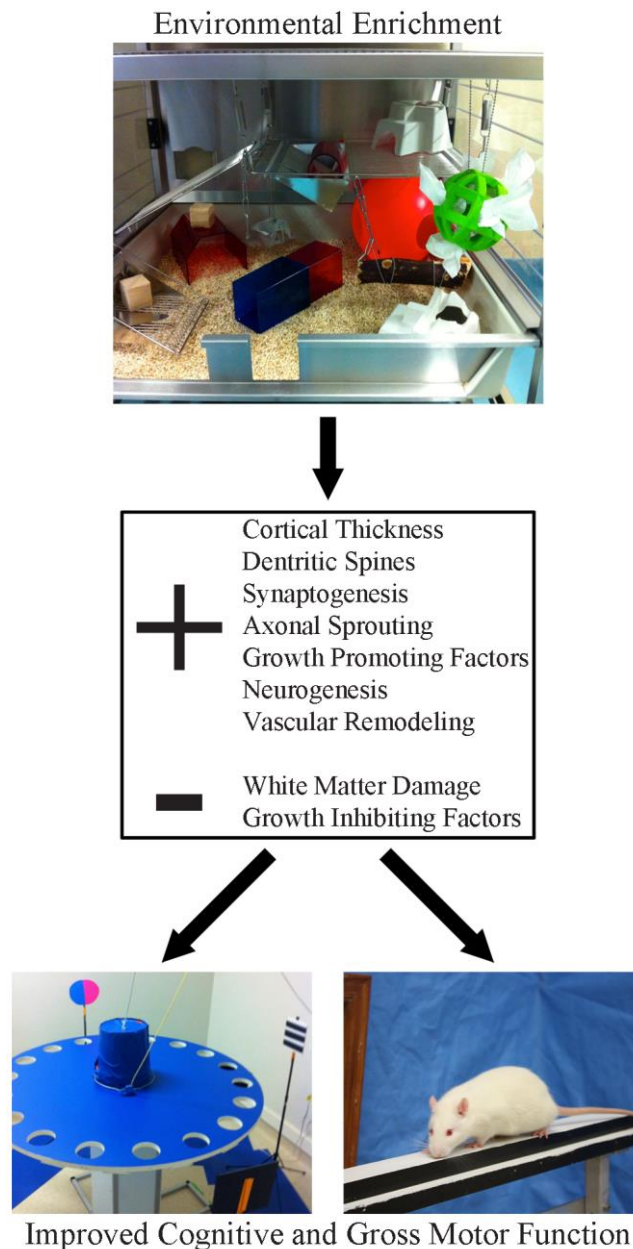 Environmental Enrichment
Cortical Thickness
Dentritic Spines
Synaptogenesis
Axonal Sprouting
Growth Promoting Factors
Neurogenesis
Vascular Remodeling
White Matter Damage
Growth Inhibiting Factors
Improved Cognitive and Gross Motor Function